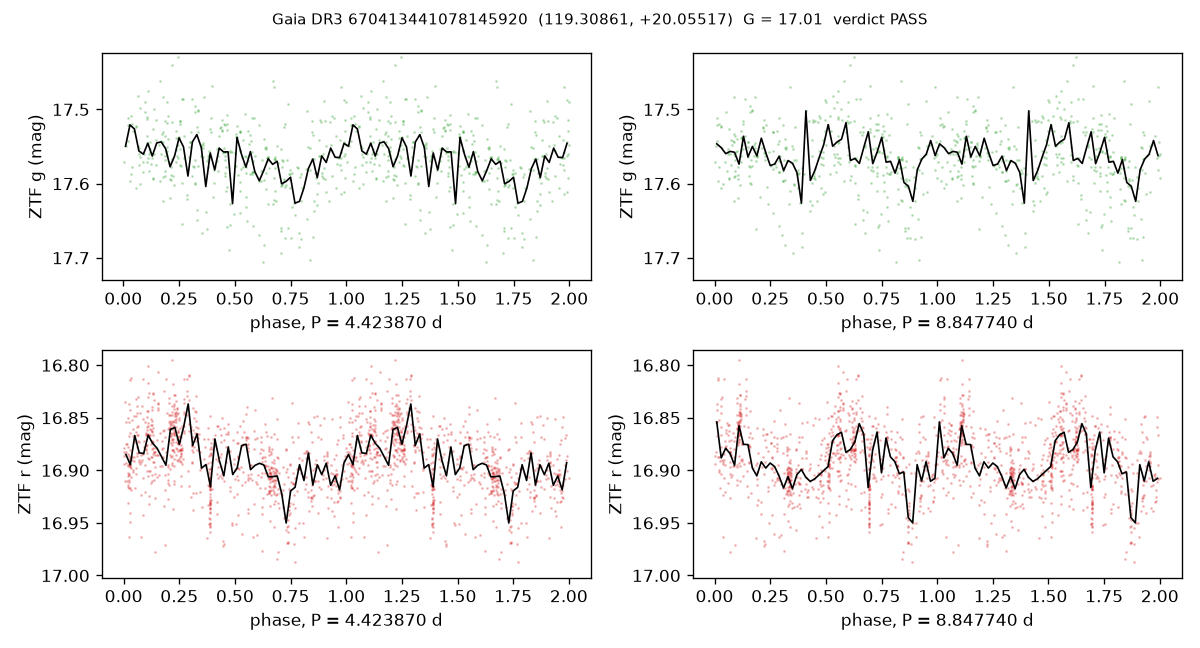 Gaia DR3 670413441078145920 (119.30861, +20.05517) G = 17.01 verdict PASS
ZTF g (mag)
17.5
17.6
17.7
0.00 0.25 0.50 0.75 1.00 1.25 1.50 1.75 2.00
phase, P = 4.423870 d
ZTF g (mag)
17.5
17.6
17.7
0.00 0.25 0.50 0.75 1.00 1.25 1.50 1.75 2.00
phase, P = 8.847740 d
ZTF r (mag)
16.80
16.85
16.90
16.95
17.00
0.00 0.25 0.50 0.75 1.00 1.25 1.50 1.75 2.00
phase, P = 4.423870 d
ZTF r (mag)
16.80
16.85
16.90
16.95
17.00
0.00 0.25 0.50 0.75 1.00 1.25 1.50 1.75 2.00
phase, P = 8.847740 d